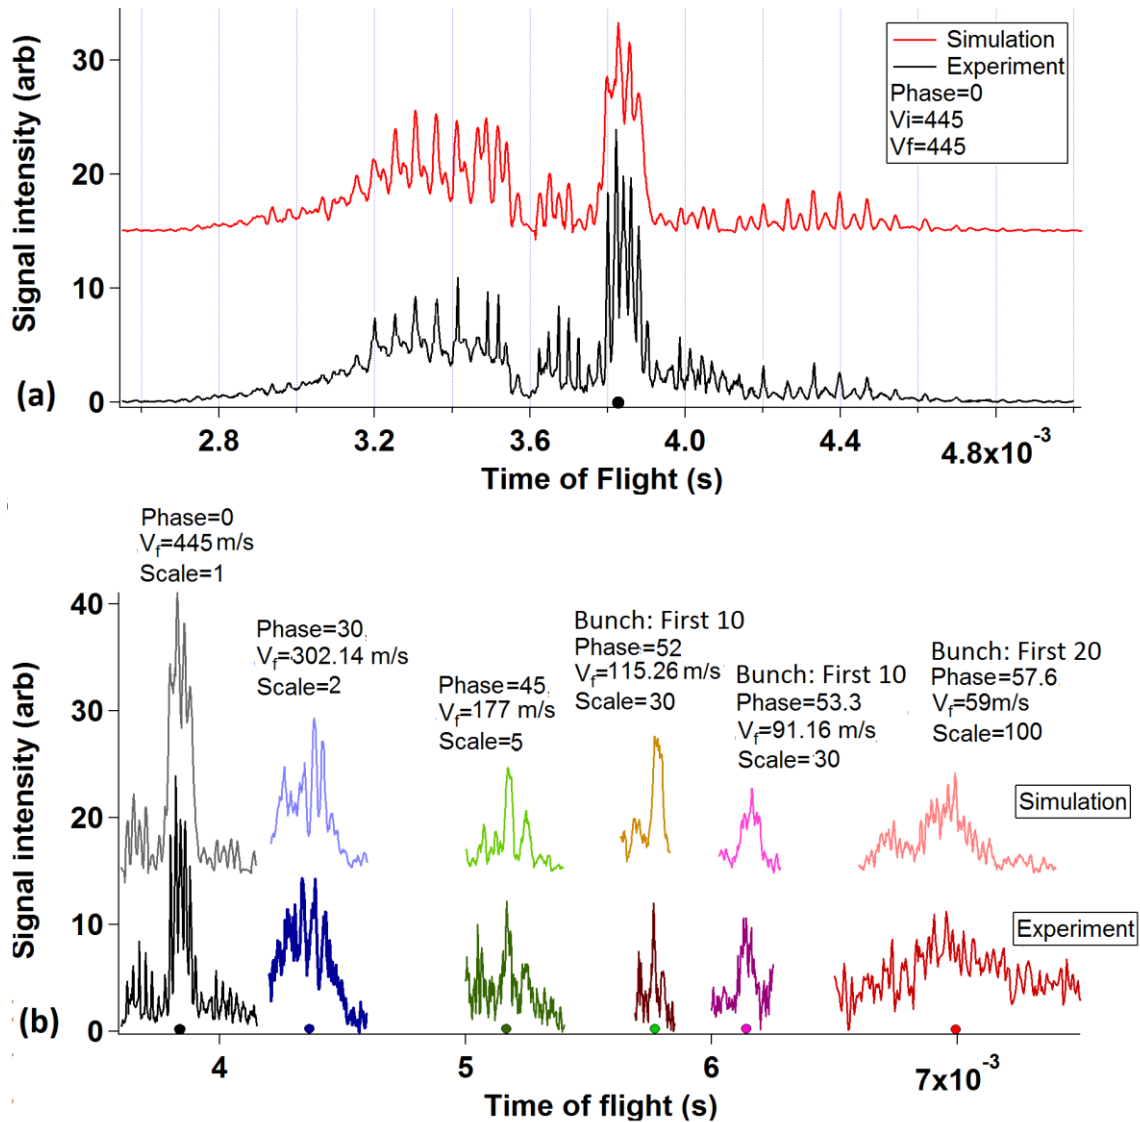 Signal intensity (arb)
30
20
10
0
Simulation
Experiment
Phase=0
Vi=445
Vf=445
(a)
2.8
3.2
3.6
4.0
4.4
4.8x10⁻³
Time of Flight (s)
Phase=0
Vf=445 m/s
Scale=1
Phase=30,
Vf=302.14 m/s
Scale=2
Phase=45,
Vf=177 m/s
Scale=5
Bunch: First 10
Phase=52
Vf=115.26 m/s
Scale=30
Bunch: First 10
Phase=53.3
Vf=91.16 m/s
Scale=30
Bunch: First 20
Phase=57.6
Vf=59m/s
Scale=100
Signal intensity (arb)
40
30
20
10
0
Simulation
Experiment
(b)
4
5
6
7x10⁻³
Time of flight (s)